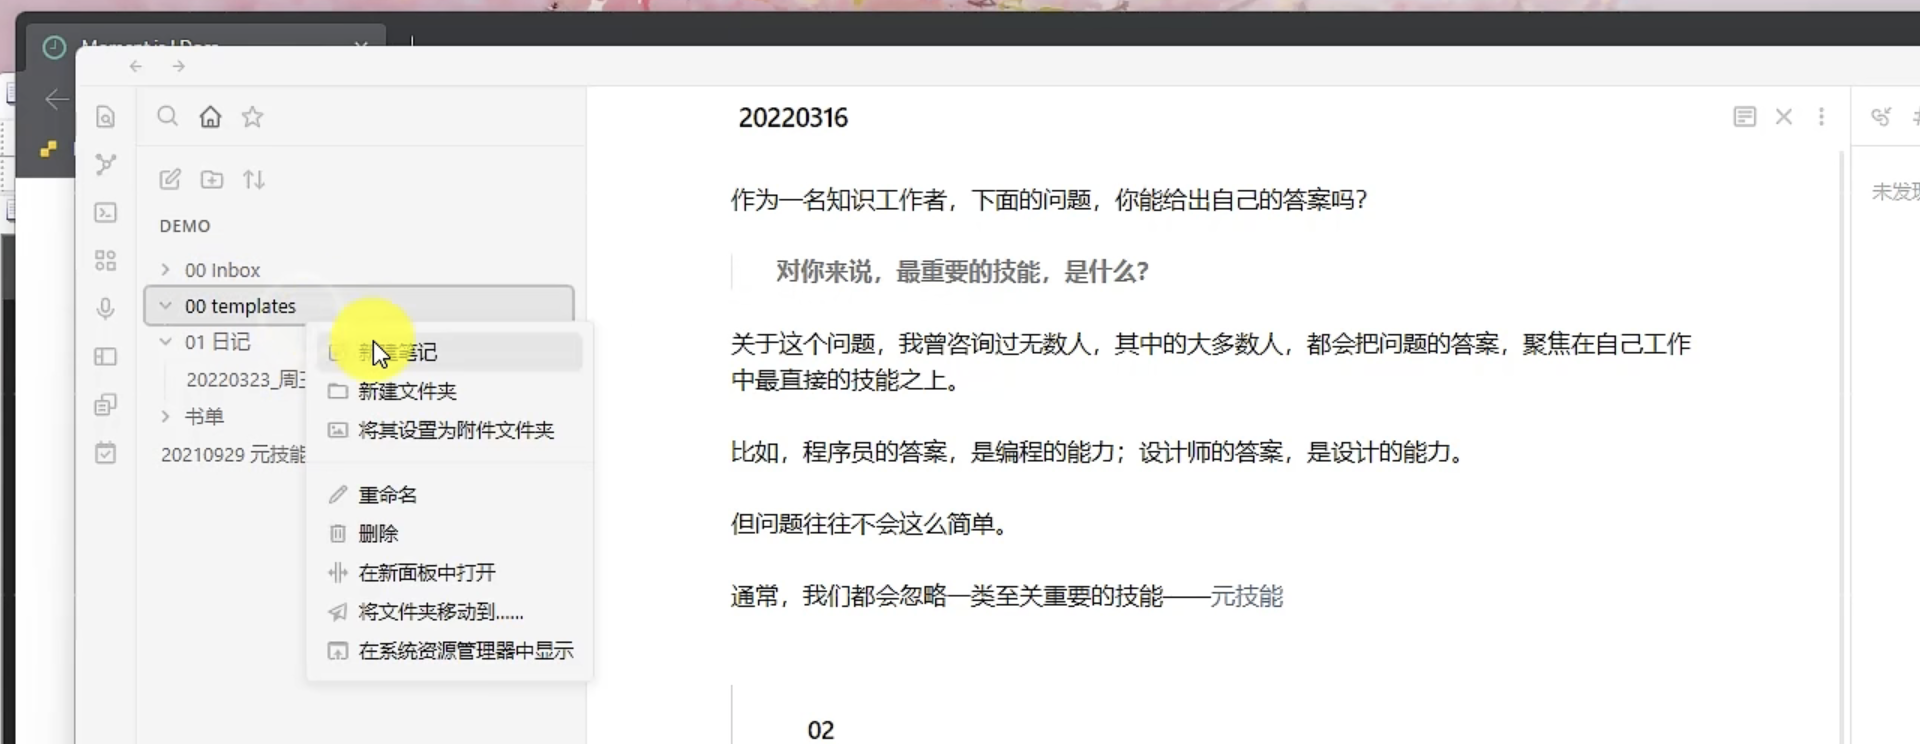 20220316
DEMO
00 Inbox
00 templates
01 日记
20220323_周
书单
20210929 元技能
新建笔记
新建文件夹
将其设置为附件文件夹
重命名
删除
在新面板中打开
将文件夹移动到......
在系统资源管理器中显示
作为一名知识工作者，下面的问题，你能给出自己的答案吗?
对你来说，最重要的技能，是什么?
关于这个问题，我曾咨询过无数人，其中的大多数人，都会把问题的答案，聚焦在自己工作
中最直接的技能之上。
比如，程序员的答案，是编程的能力；设计师的答案，是设计的能力。
但问题往往不会这么简单。
通常，我们都会忽略一类至关重要的技能——元技能
02
未发现